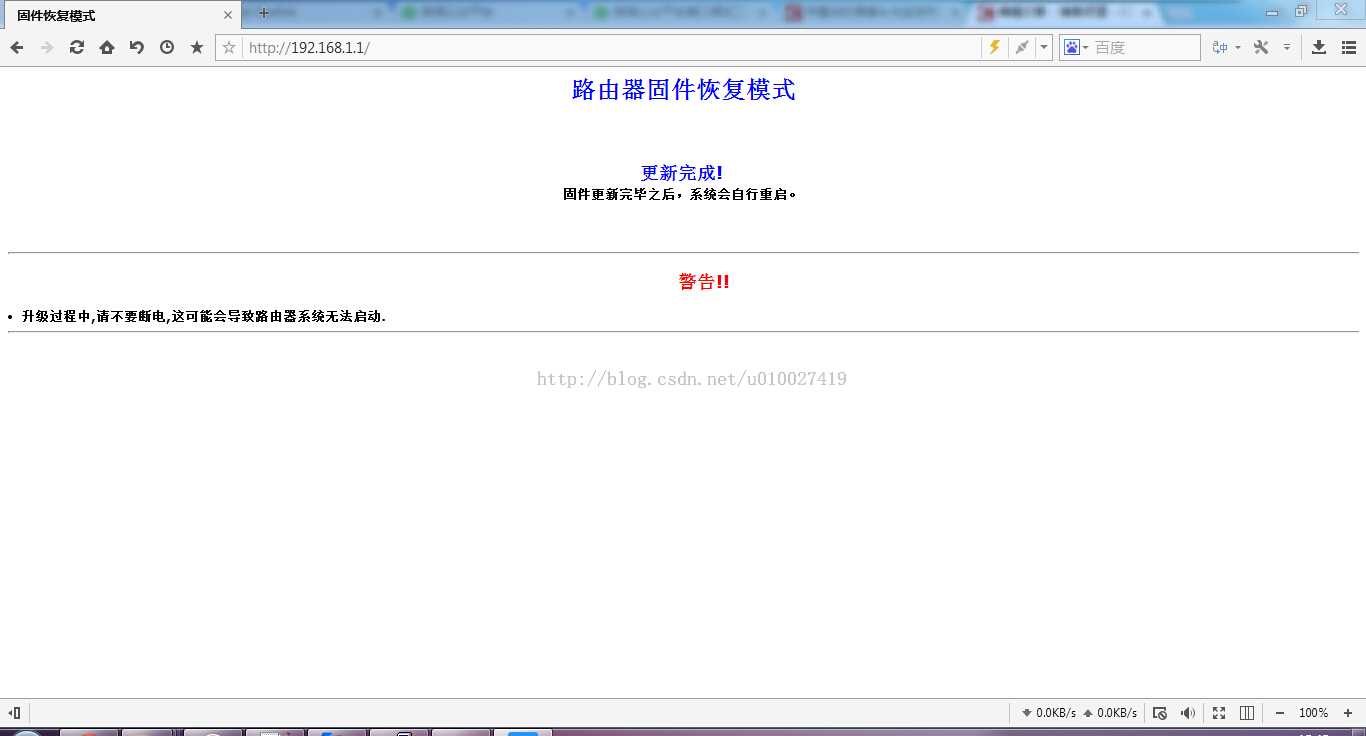 固件恢复模式
http://192.168.1.1/
百度
路由器固件恢复模式
更新完成!
固件更新完毕之后，系统会自行重启。
警告!!
• 升级过程中,请不要断电,这可能会导致路由器系统无法启动.
http://blog.csdn.net/u010027419
0.0KB/s 0.0KB/s 100%